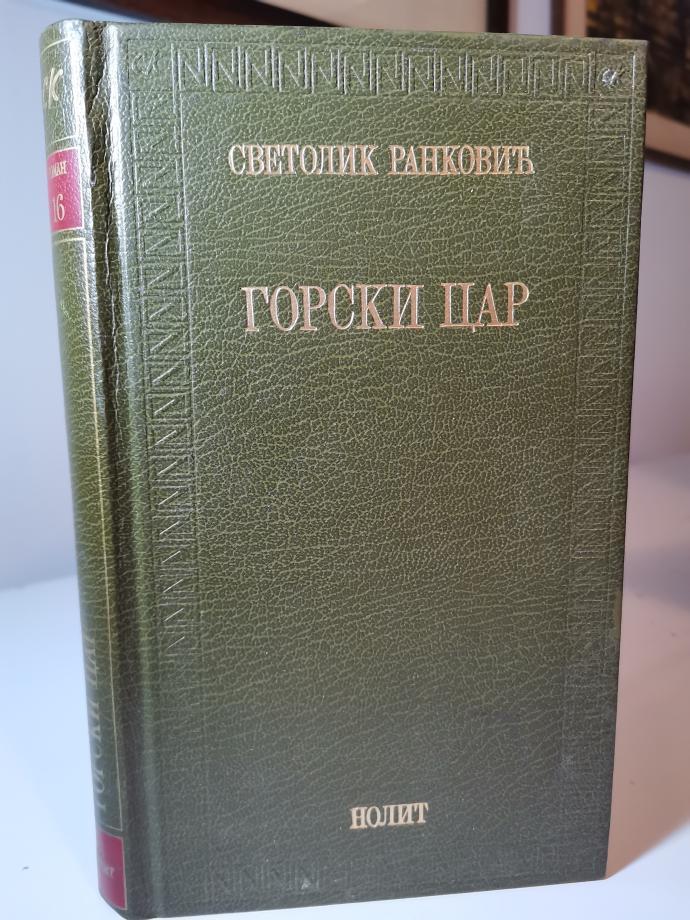 СВЕТОЛИК РАНКОВИЋ
ГОРСКИ ЦАР
НОЛИТ
16
ГОРСКИ ЦАР